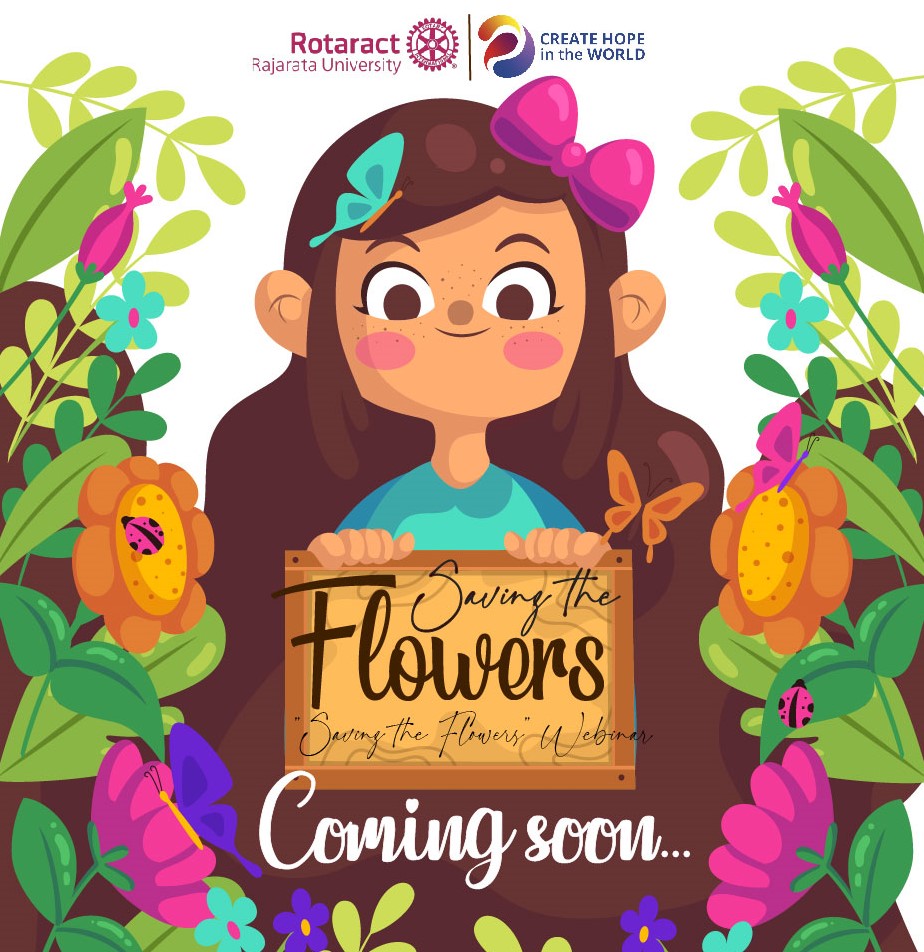 Rotaract
Rajarata University
CREATE HOPE
in the WORLD
Saving the
Flowers
"Saving the Flowers" Webinar
Coming soon...